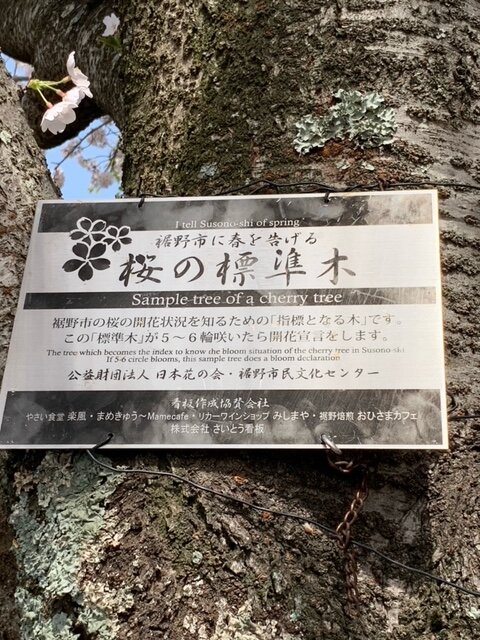 I tell Susono-shi of spring
裾野市に春を告げる
桜の標準木
Sample tree of a cherry tree
裾野市の桜の開花状況を知るための「指標となる木」です。
この「標準木」が5～6輪咲いたら開花宣言をします。
The tree which becomes the index to know the bloom situation of the cherry tree in Susono-shi
If 5-6 circle blooms, this sample tree does a bloom declaration
公益財団法人 日本花の会・裾野市民文化センター
看板作成協賛会社
やさい食堂 楽風・まめきゅう～Mamecafe・リカーワインショップ みしまや・裾野焙煎 おひさまカフェ
株式会社 さいとう看板